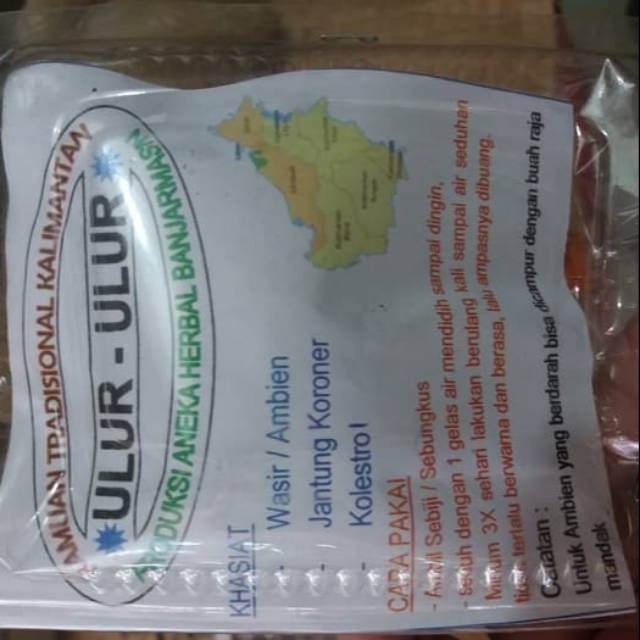 RAMUAN TRADISIONAL KALIMANTAN
ULUR - ULUR
PRODUKSI ANEKA HERBAL BANJARMASIN
KHASIAT
- Wasir / Ambien
- Jantung Koroner
- Kolestrol
CARA PAKAI
- Ambil Sebiji / Sebungkus
- Seduh dengan 1 gelas air mendidih sampai dingin,
- Minum 3X sehari lakukan berulang kali sampai air seduhan
tidak terlalu berwarna dan berasa, lalu ampasnya dibuang.
Catatan :
Untuk Ambien yang berdarah bisa dicampur dengan buah raja
mandak